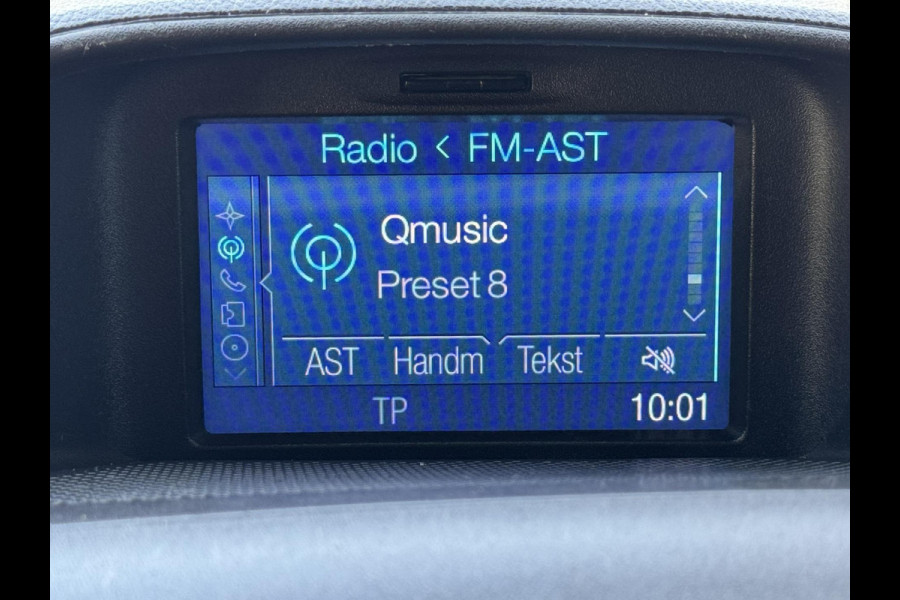 Radio < FM-AST
Qmusic
Preset 8
AST Handm Tekst
TP 10:01